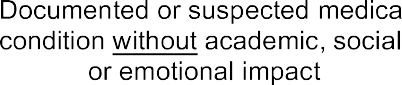 Documented or suspected medica
condition without academic, social
or emotional impact